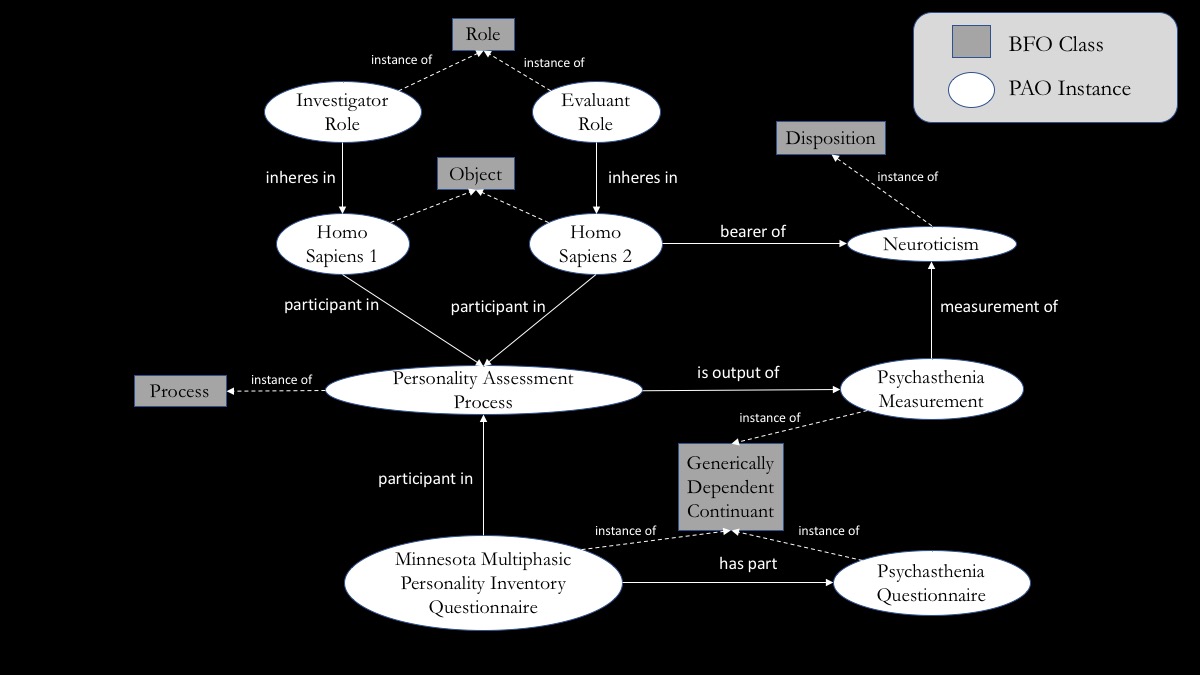 Role
BFO Class
PAO Instance
instance of
instance of
Investigator
Role
Evaluant
Role
Disposition
inheres in
Object
inheres in
instance of
Homo
Sapiens 1
Homo
Sapiens 2
bearer of
Neuroticism
participant in
participant in
measurement of
Process
instance of
Personality Assessment
Process
is output of
Psychasthenia
Measurement
instance of
Generically
Dependent
Continuant
participant in
instance of
instance of
Minnesota Multiphasic
Personality Inventory
Questionnaire
has part
Psychasthenia
Questionnaire